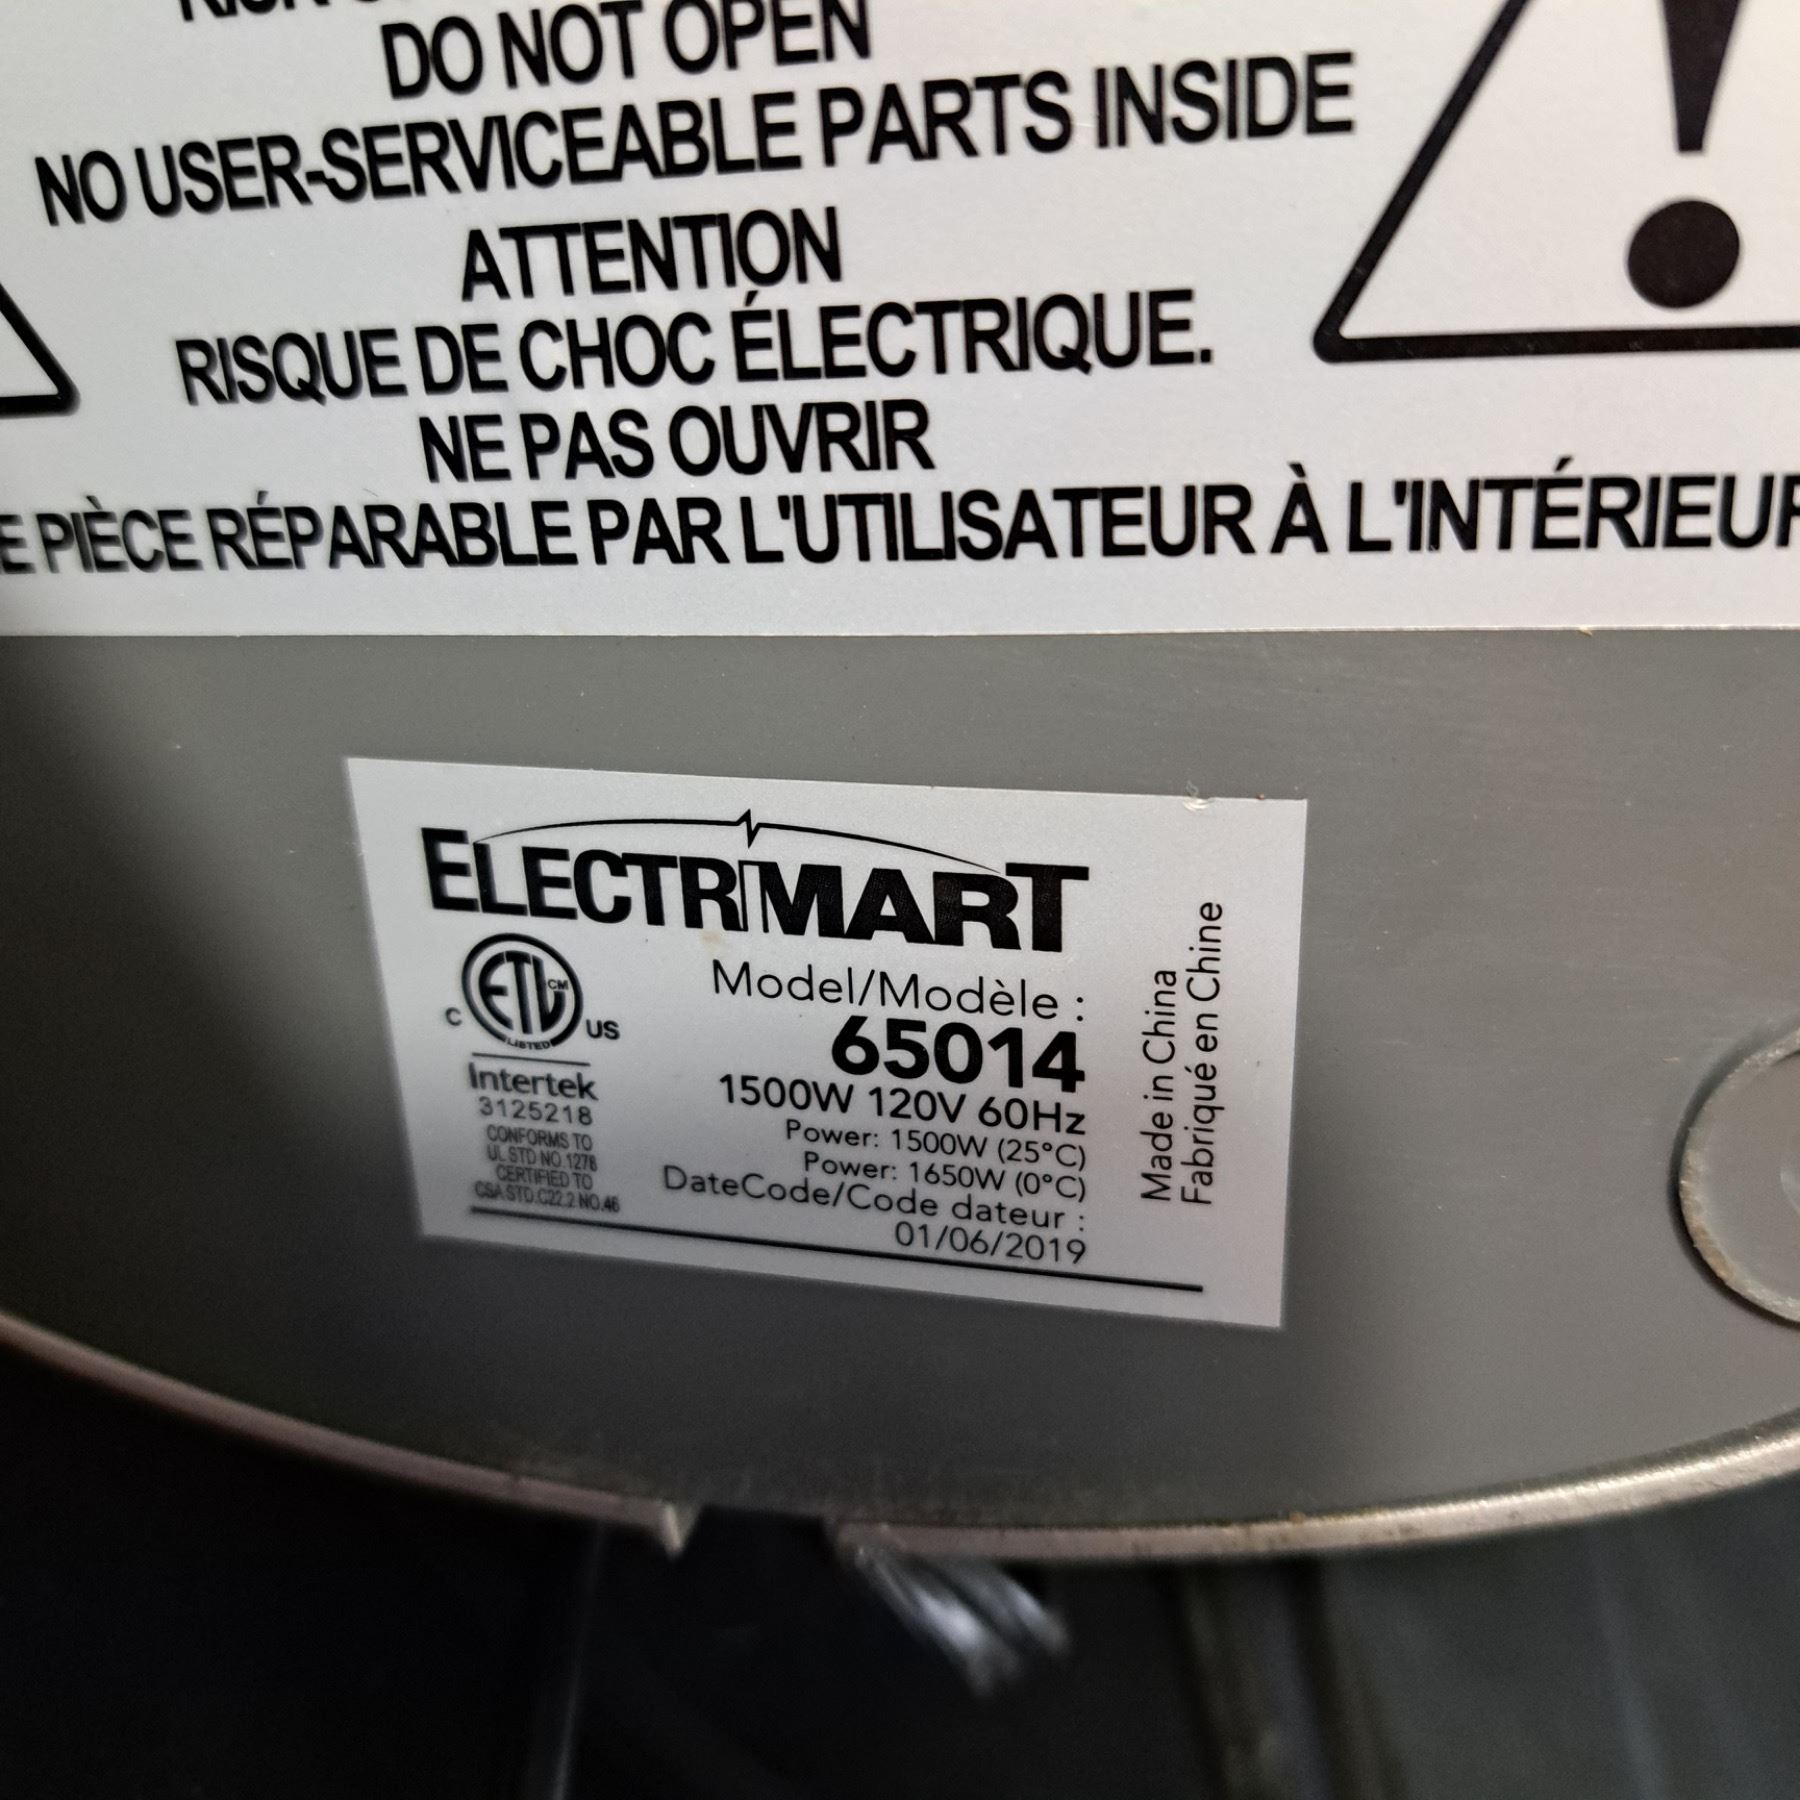 DO NOT OPEN
NO USER-SERVICEABLE PARTS INSIDE
ATTENTION
RISQUE DE CHOC ÉLECTRIQUE.
NE PAS OUVRIR
PIÈCE RÉPARABLE PAR L'UTILISATEUR À L'INTÉRIEUR
ELECTRIMART
Model/Modèle :
65014
1500W 120V 60Hz
Power: 1500W (25°C)
Power: 1650W (0°C)
DateCode/Code dateur :
01/06/2019
C ETL CM US
LISTED
Intertek
3125218
CONFORMS TO
UL STD NO.1278
CERTIFIED TO
CSA STD.C22.2 NO.46
Made in China
Fabriqué en Chine